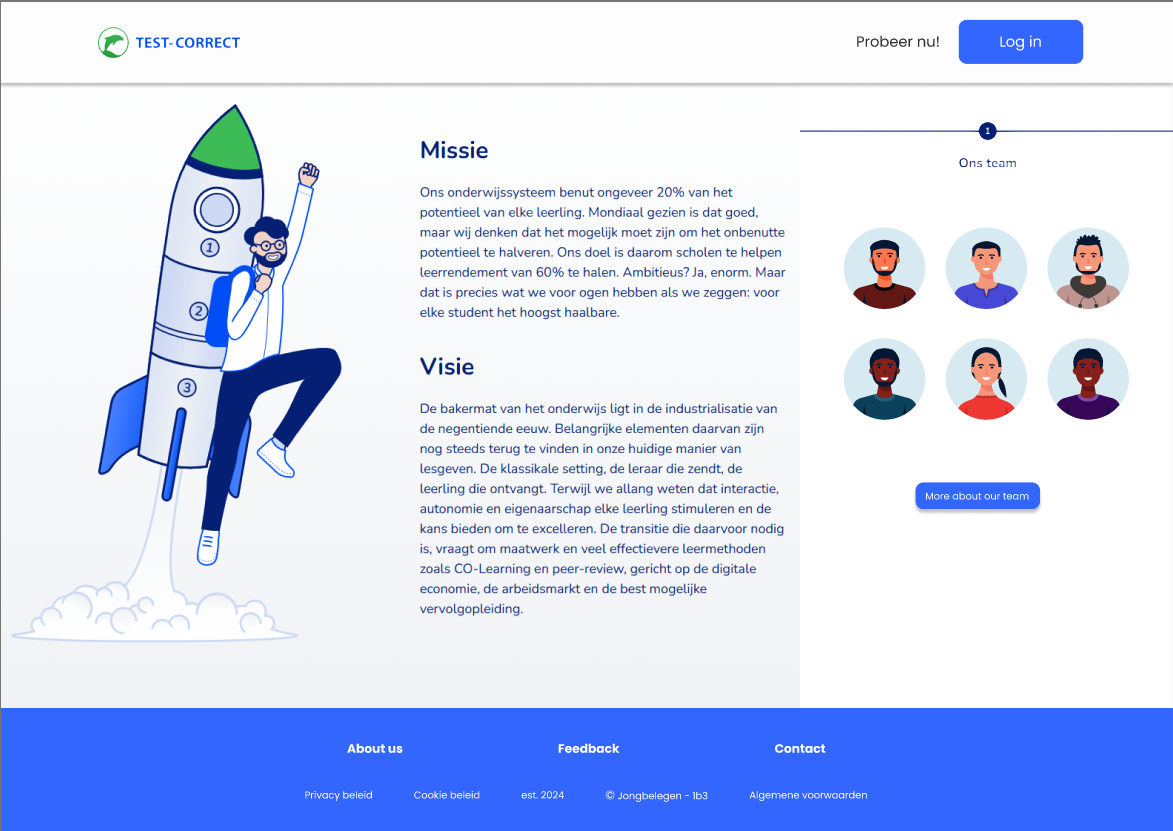 TEST-CORRECT
Probeer nu!
Log in
1
2
3
Missie
Ons onderwijssysteem benut ongeveer 20% van het
potentieel van elke leerling. Mondiaal gezien is dat goed,
maar wij denken dat het mogelijk moet zijn om het onbenutte
potentieel te halveren. Ons doel is daarom scholen te helpen
leerrendement van 60% te halen. Ambitieus? Ja, enorm. Maar
dat is precies wat we voor ogen hebben als we zeggen: voor
elke student het hoogst haalbare.
Visie
De bakermat van het onderwijs ligt in de industrialisatie van
de negentiende eeuw. Belangrijke elementen daarvan zijn
nog steeds terug te vinden in onze huidige manier van
lesgeven. De klassikale setting, de leraar die zendt, de
leerling die ontvangt. Terwijl we allang weten dat interactie,
autonomie en eigenaarschap elke leerling stimuleren en de
kans bieden om te excelleren. De transitie die daarvoor nodig
is, vraagt om maatwerk en veel effectievere leermethoden
zoals CO-Learning en peer-review, gericht op de digitale
economie, de arbeidsmarkt en de best mogelijke
vervolgopleiding.
1
Ons team
More about our team
About us
Feedback
Contact
Privacy beleid
Cookie beleid
est. 2024
© Jongbelegen - 1b3
Algemene voorwaarden